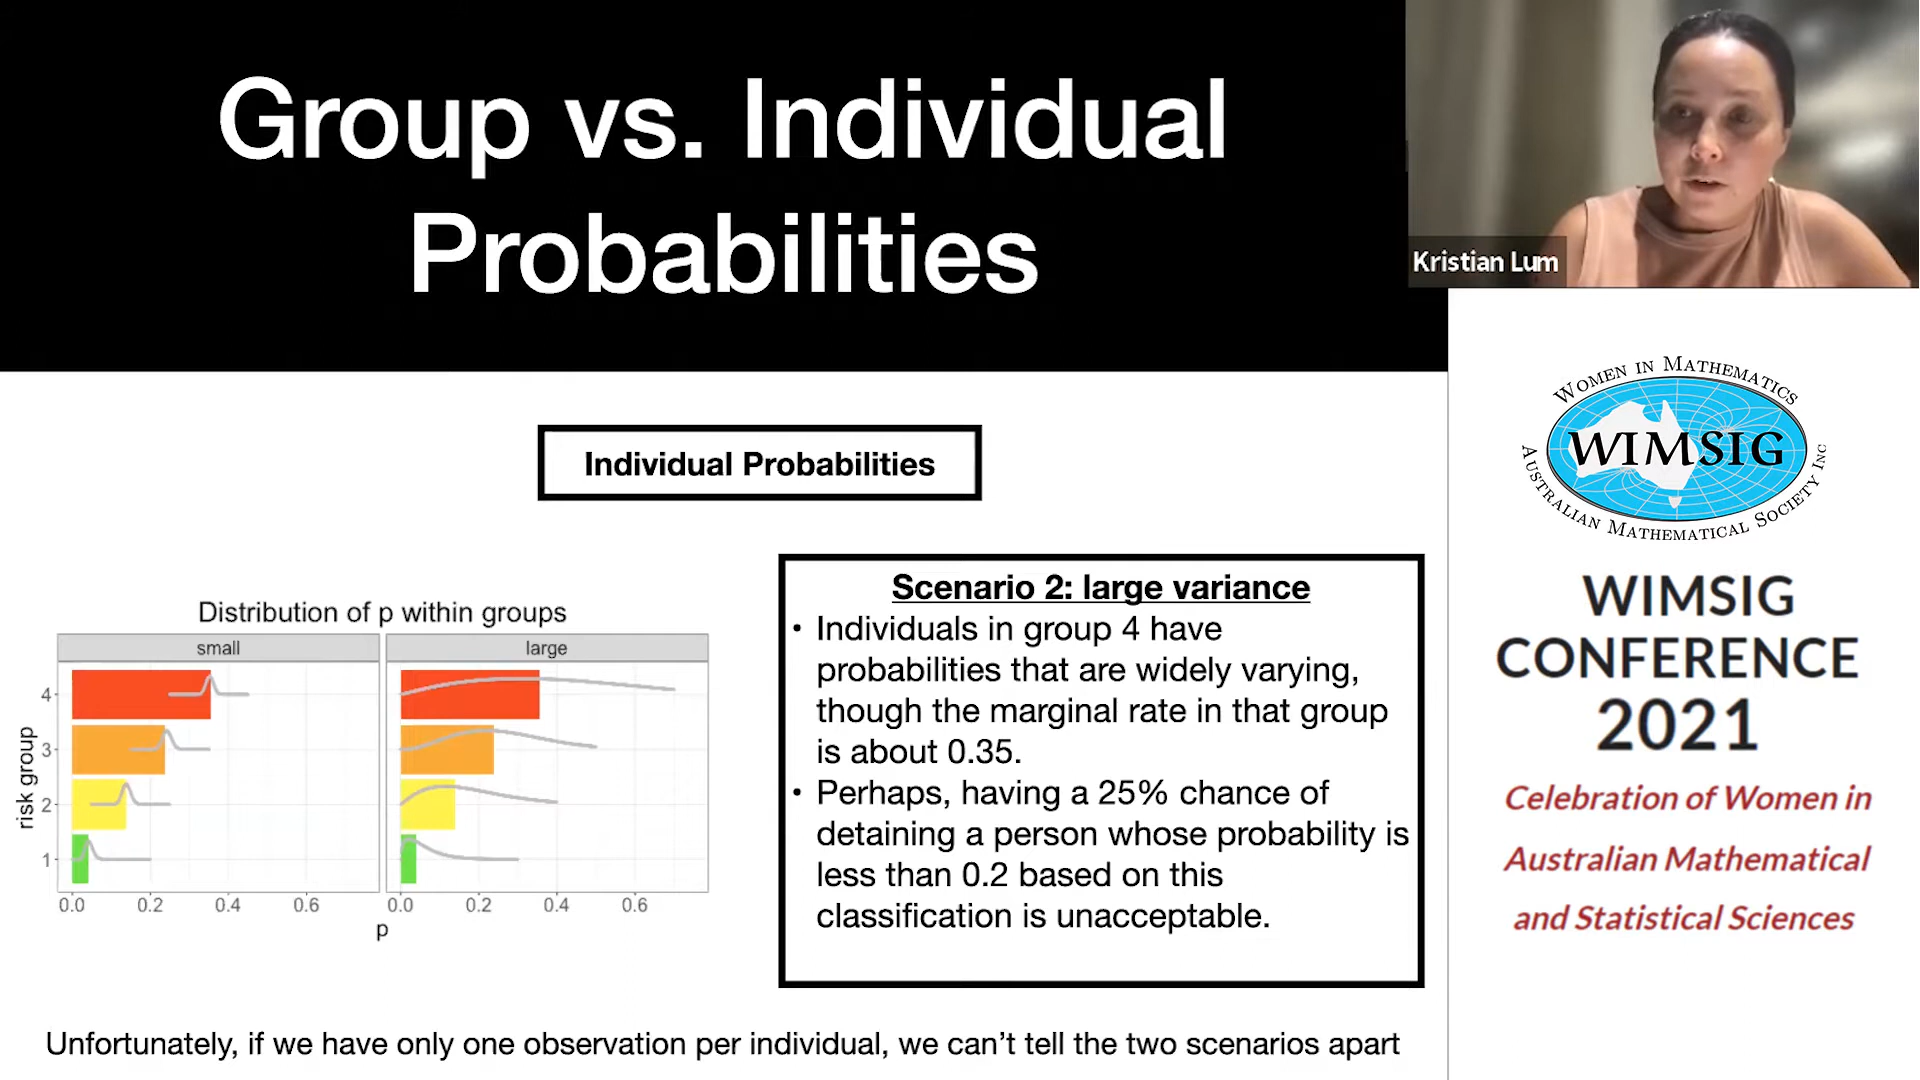 Group vs. Individual
Probabilities
Kristian Lum
Individual Probabilities
Distribution of p within groups
small
large
risk group
4
3
2
1
0.0
0.2
0.4
0.6
0.0
0.2
0.4
0.6
p
Scenario 2: large variance
• Individuals in group 4 have
probabilities that are widely varying,
though the marginal rate in that group
is about 0.35.
• Perhaps, having a 25% chance of
detaining a person whose probability is
less than 0.2 based on this
classification is unacceptable.
Unfortunately, if we have only one observation per individual, we can’t tell the two scenarios apart
WOMEN IN MATHEMATICS
WIMSIG
AUSTRALIAN MATHEMATICAL SOCIETY INC
WIMSIG
CONFERENCE
2021
Celebration of Women in
Australian Mathematical
and Statistical Sciences